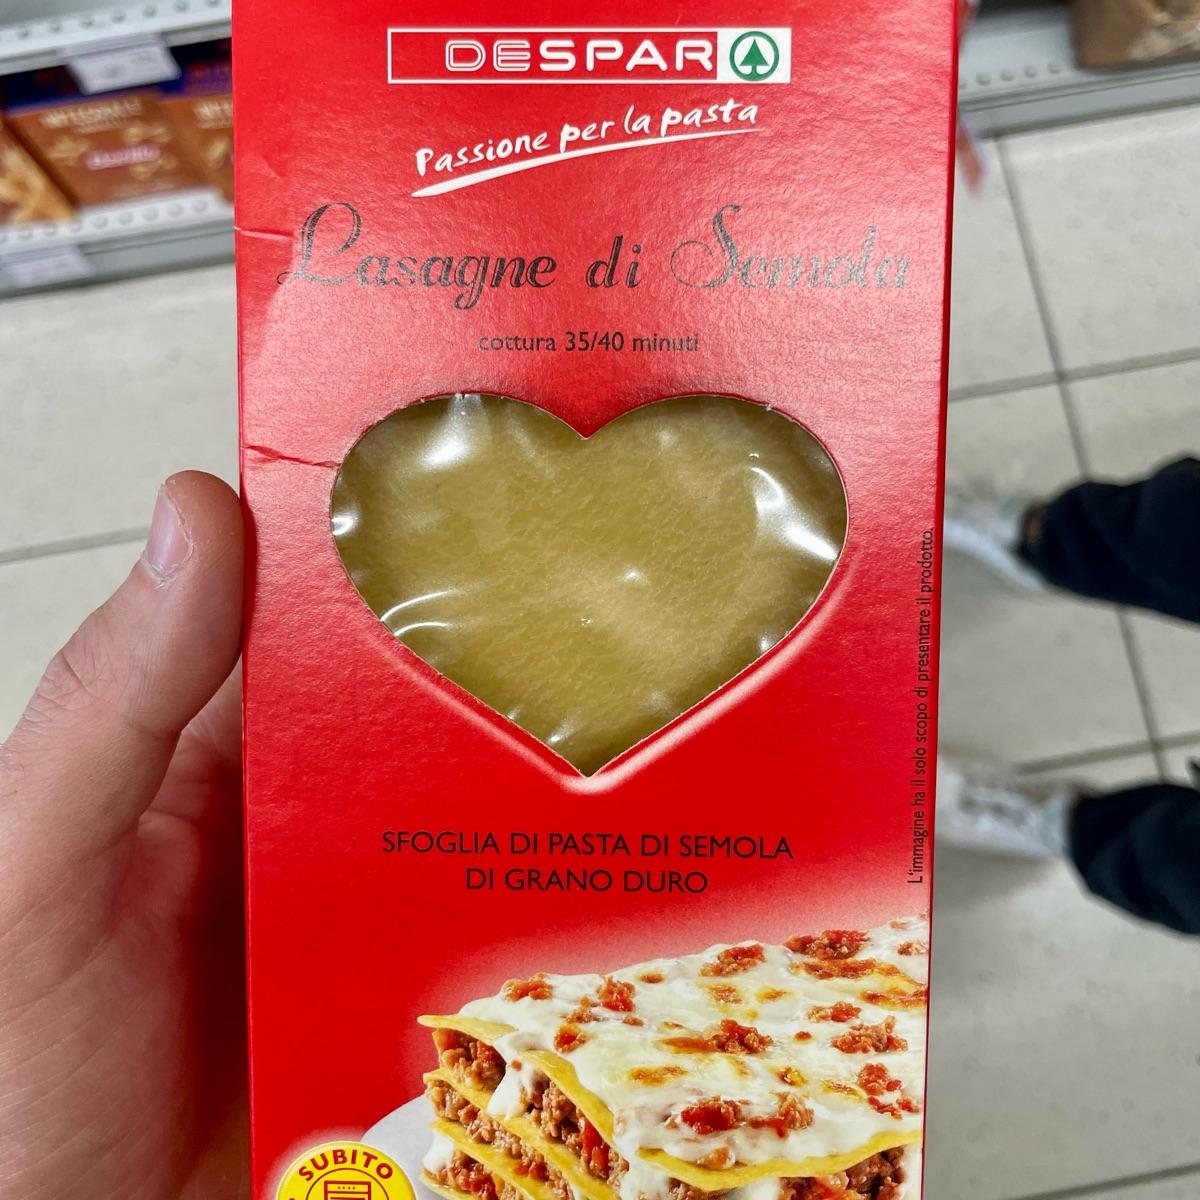 DESPAR
Passione per la pasta
Lasagne di Semola
cottura 35/40 minuti
SFOGLIA DI PASTA DI SEMOLA
DI GRANO DURO
L'immagine ha il solo scopo di presentare il prodotto.
SUBITO